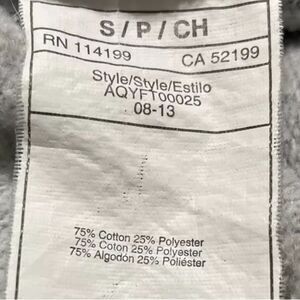 S / P / CH
RN 114199 CA 52199
Style/Style/Estilo
AQYFT00025
08-13
75% Cotton 25% Polyester
75% Coton 25% Polyester
75% Algodón 25% Poliéster